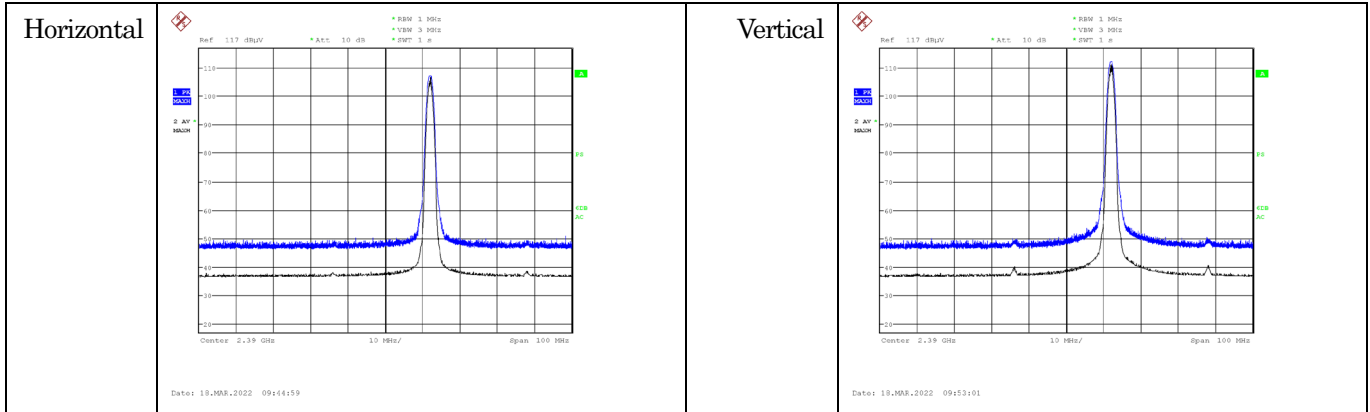 Horizontal
* RBW 1 MHz
* VBW 3 MHz
Ref 117 dBµV * Att 10 dB * SWT 1 s
110
A
1 PK
MAXH
100
2 AV *
MAXH
90
80
PS
70
60
6DB
AC
50
40
30
20
Center 2.39 GHz 10 MHz/ Span 100 MHz
Date: 18.MAR.2022 09:44:59
Vertical
* RBW 1 MHz
* VBW 3 MHz
Ref 117 dBµV * Att 10 dB * SWT 1 s
110
A
1 PK
MAXH
100
2 AV *
MAXH
90
80
PS
70
60
6DB
AC
50
40
30
20
Center 2.39 GHz 10 MHz/ Span 100 MHz
Date: 18.MAR.2022 09:53:01